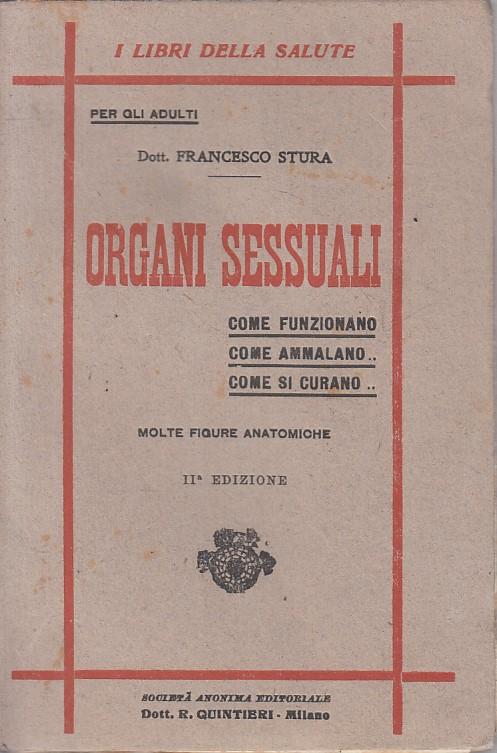 I LIBRI DELLA SALUTE
PER GLI ADULTI
Dott. FRANCESCO STURA
ORGANI SESSUALI
COME FUNZIONANO
COME AMMALANO..
COME SI CURANO..
MOLTE FIGURE ANATOMICHE
IIª EDIZIONE
SOCIETÀ ANONIMA EDITORIALE
Dott. R. QUINTIERI - Milano